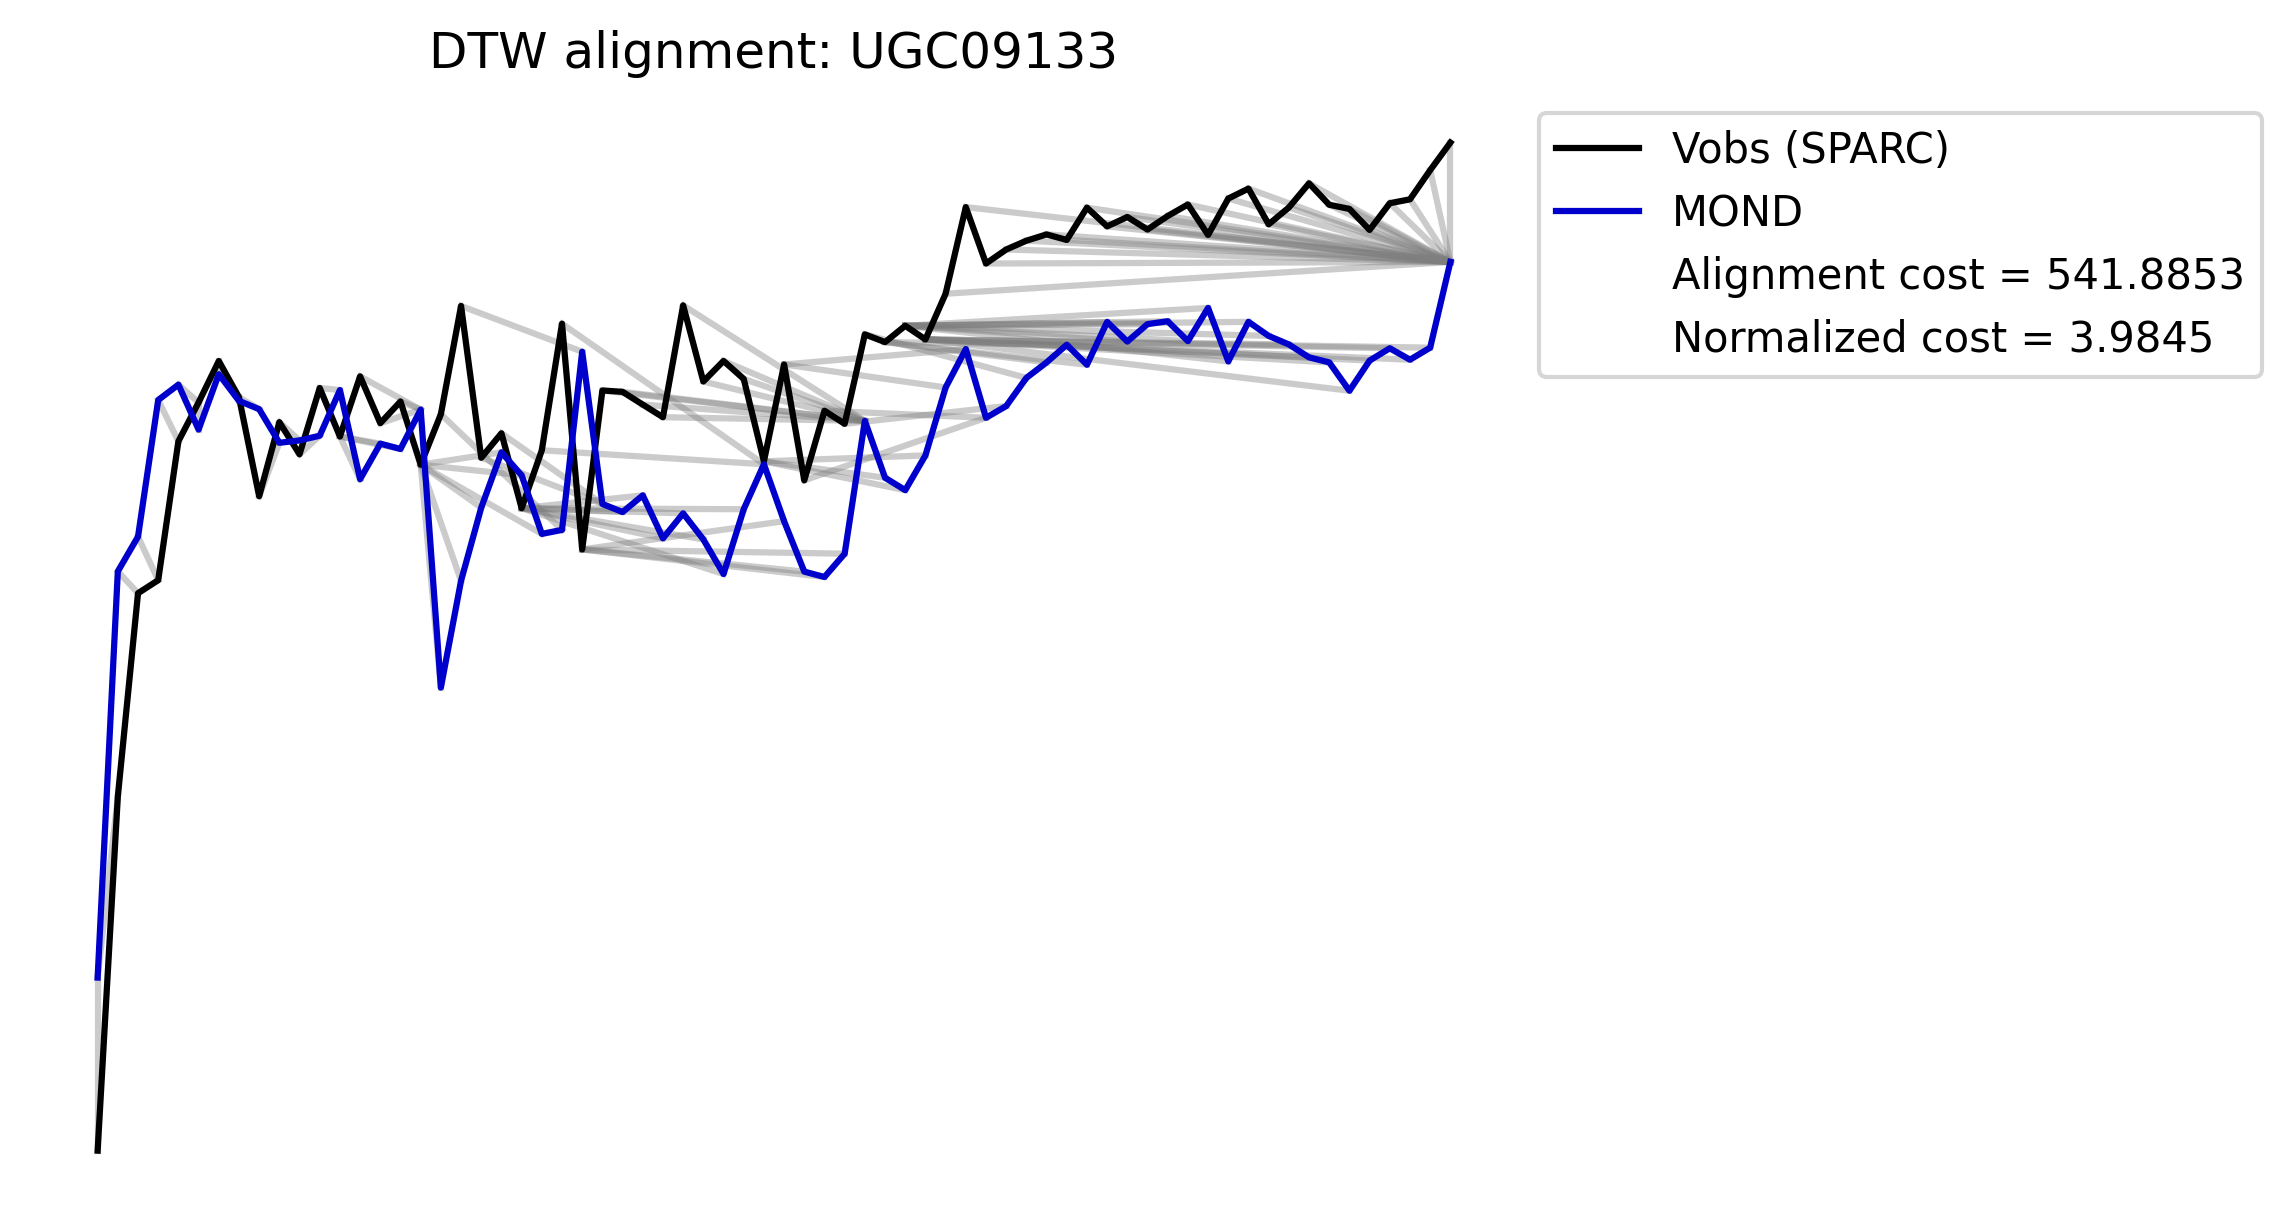 DTW alignment: UGC09133
Vobs (SPARC)
MOND
Alignment cost = 541.8853
Normalized cost = 3.9845